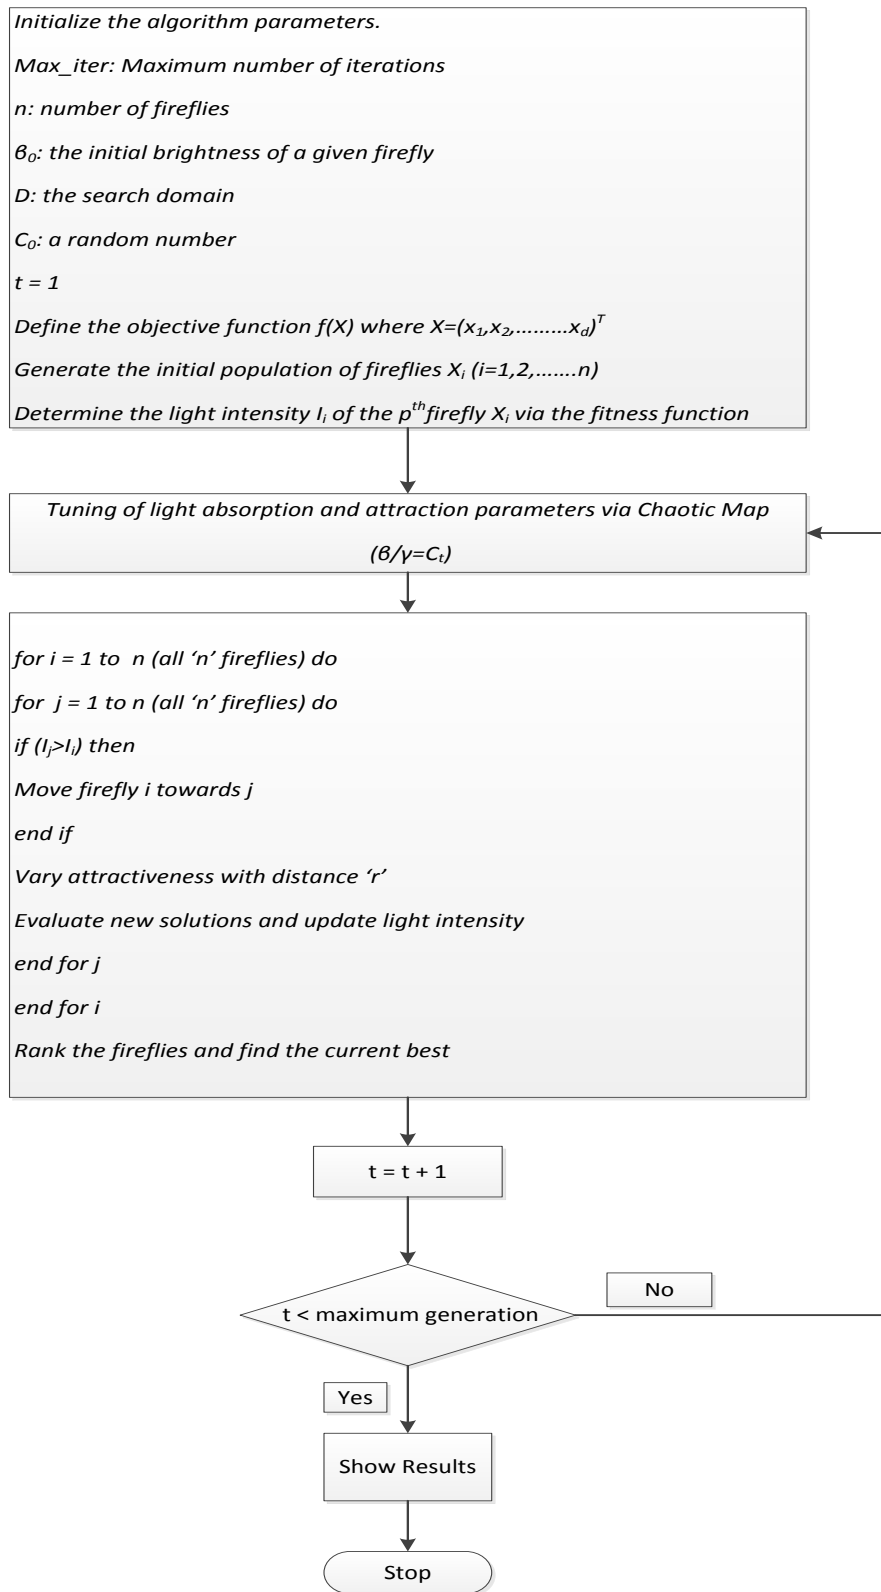 Initialize the algorithm parameters.
Max_iter: Maximum number of iterations
n: number of fireflies
β₀: the initial brightness of a given firefly
D: the search domain
C₀: a random number
t = 1
Define the objective function f(X) where X=(x₁,x₂,.........x_d)ᵀ
Generate the initial population of fireflies Xᵢ (i=1,2,.......n)
Determine the light intensity Iᵢ of the pᵗʰfirefly Xᵢ via the fitness function
Tuning of light absorption and attraction parameters via Chaotic Map
(β/γ=Cₜ)
for i = 1 to n (all ‘n’ fireflies) do
for j = 1 to n (all ‘n’ fireflies) do
if (Iⱼ>Iᵢ) then
Move firefly i towards j
end if
Vary attractiveness with distance ‘r’
Evaluate new solutions and update light intensity
end for j
end for i
Rank the fireflies and find the current best
t = t + 1
t < maximum generation
No
Yes
Show Results
Stop